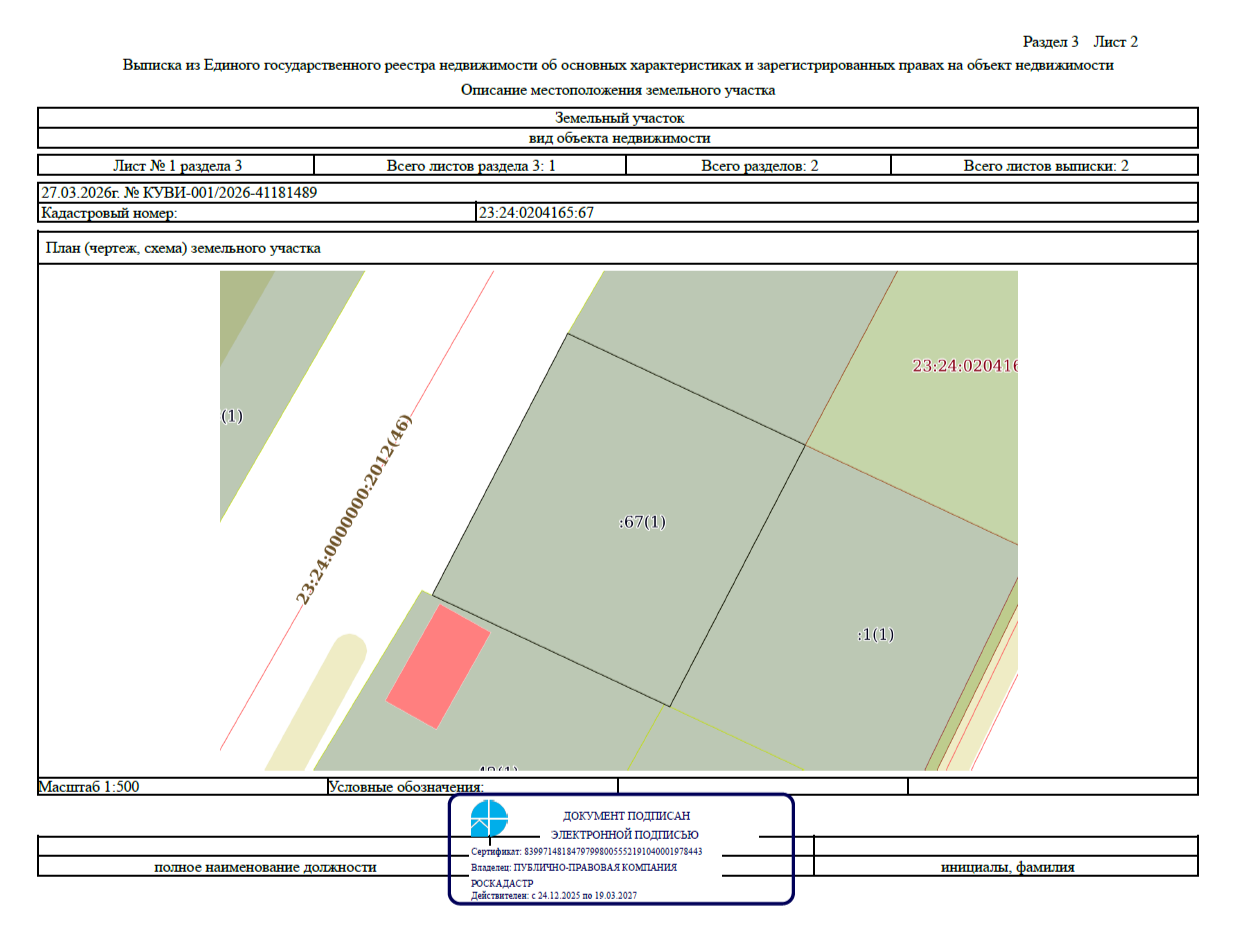 Раздел 3 Лист 2
Выписка из Единого государственного реестра недвижимости об основных характеристиках и зарегистрированных правах на объект недвижимости
Описание местоположения земельного участка
Земельный участок
вид объекта недвижимости
Лист № 1 раздела 3 Всего листов раздела 3: 1 Всего разделов: 2 Всего листов выписки: 2
27.03.2026г. № КУВИ-001/2026-41181489
Кадастровый номер: 23:24:0204165:67
План (чертеж, схема) земельного участка
23:24:020416
(1)
23:24:0000000:2012(46)
:67(1)
:1(1)
Масштаб 1:500 Условные обозначения:
ДОКУМЕНТ ПОДПИСАН
ЭЛЕКТРОННОЙ ПОДПИСЬЮ
Сертификат: 83997148184797998005552191040001978443
Владелец: ПУБЛИЧНО-ПРАВОВАЯ КОМПАНИЯ
РОСКАДАСТР
Действителен: с 24.12.2025 по 19.03.2027
полное наименование должности инициалы, фамилия